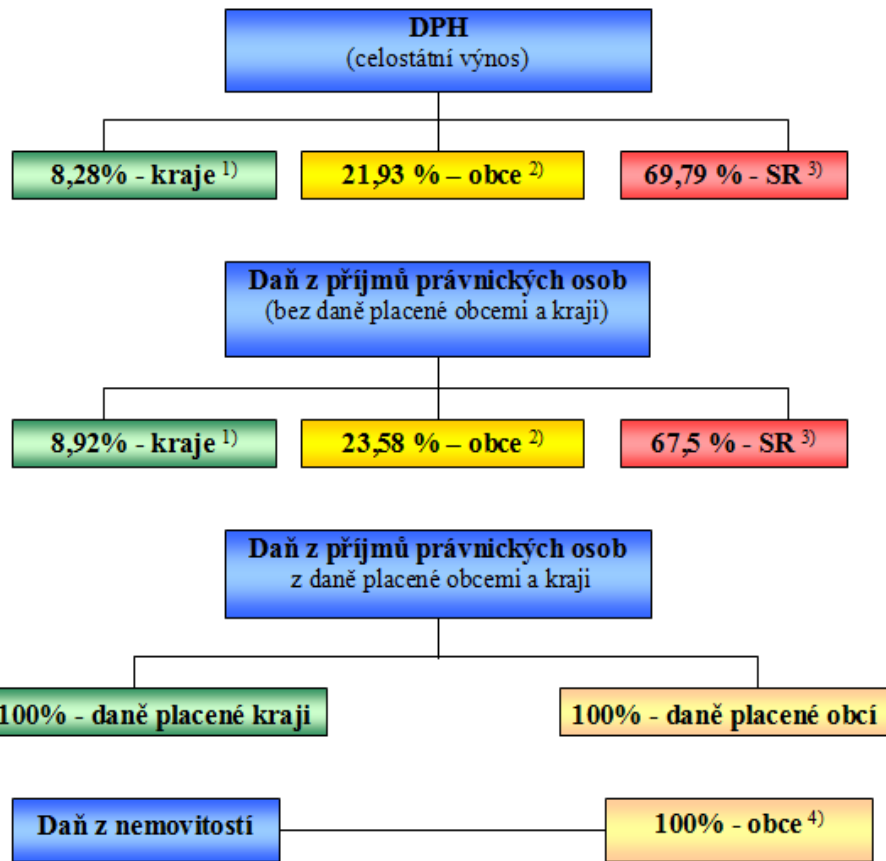 DPH
(celostátní výnos)
8,28% - kraje 1)
21,93 % – obce 2)
69,79 % - SR 3)
Daň z příjmů právnických osob
(bez daně placené obcemi a kraji)
8,92% - kraje 1)
23,58 % – obce 2)
67,5 % - SR 3)
Daň z příjmů právnických osob
z daně placené obcemi a kraji
100% - daně placené kraji
100% - daně placené obcí
Daň z nemovitostí
100% - obce 4)